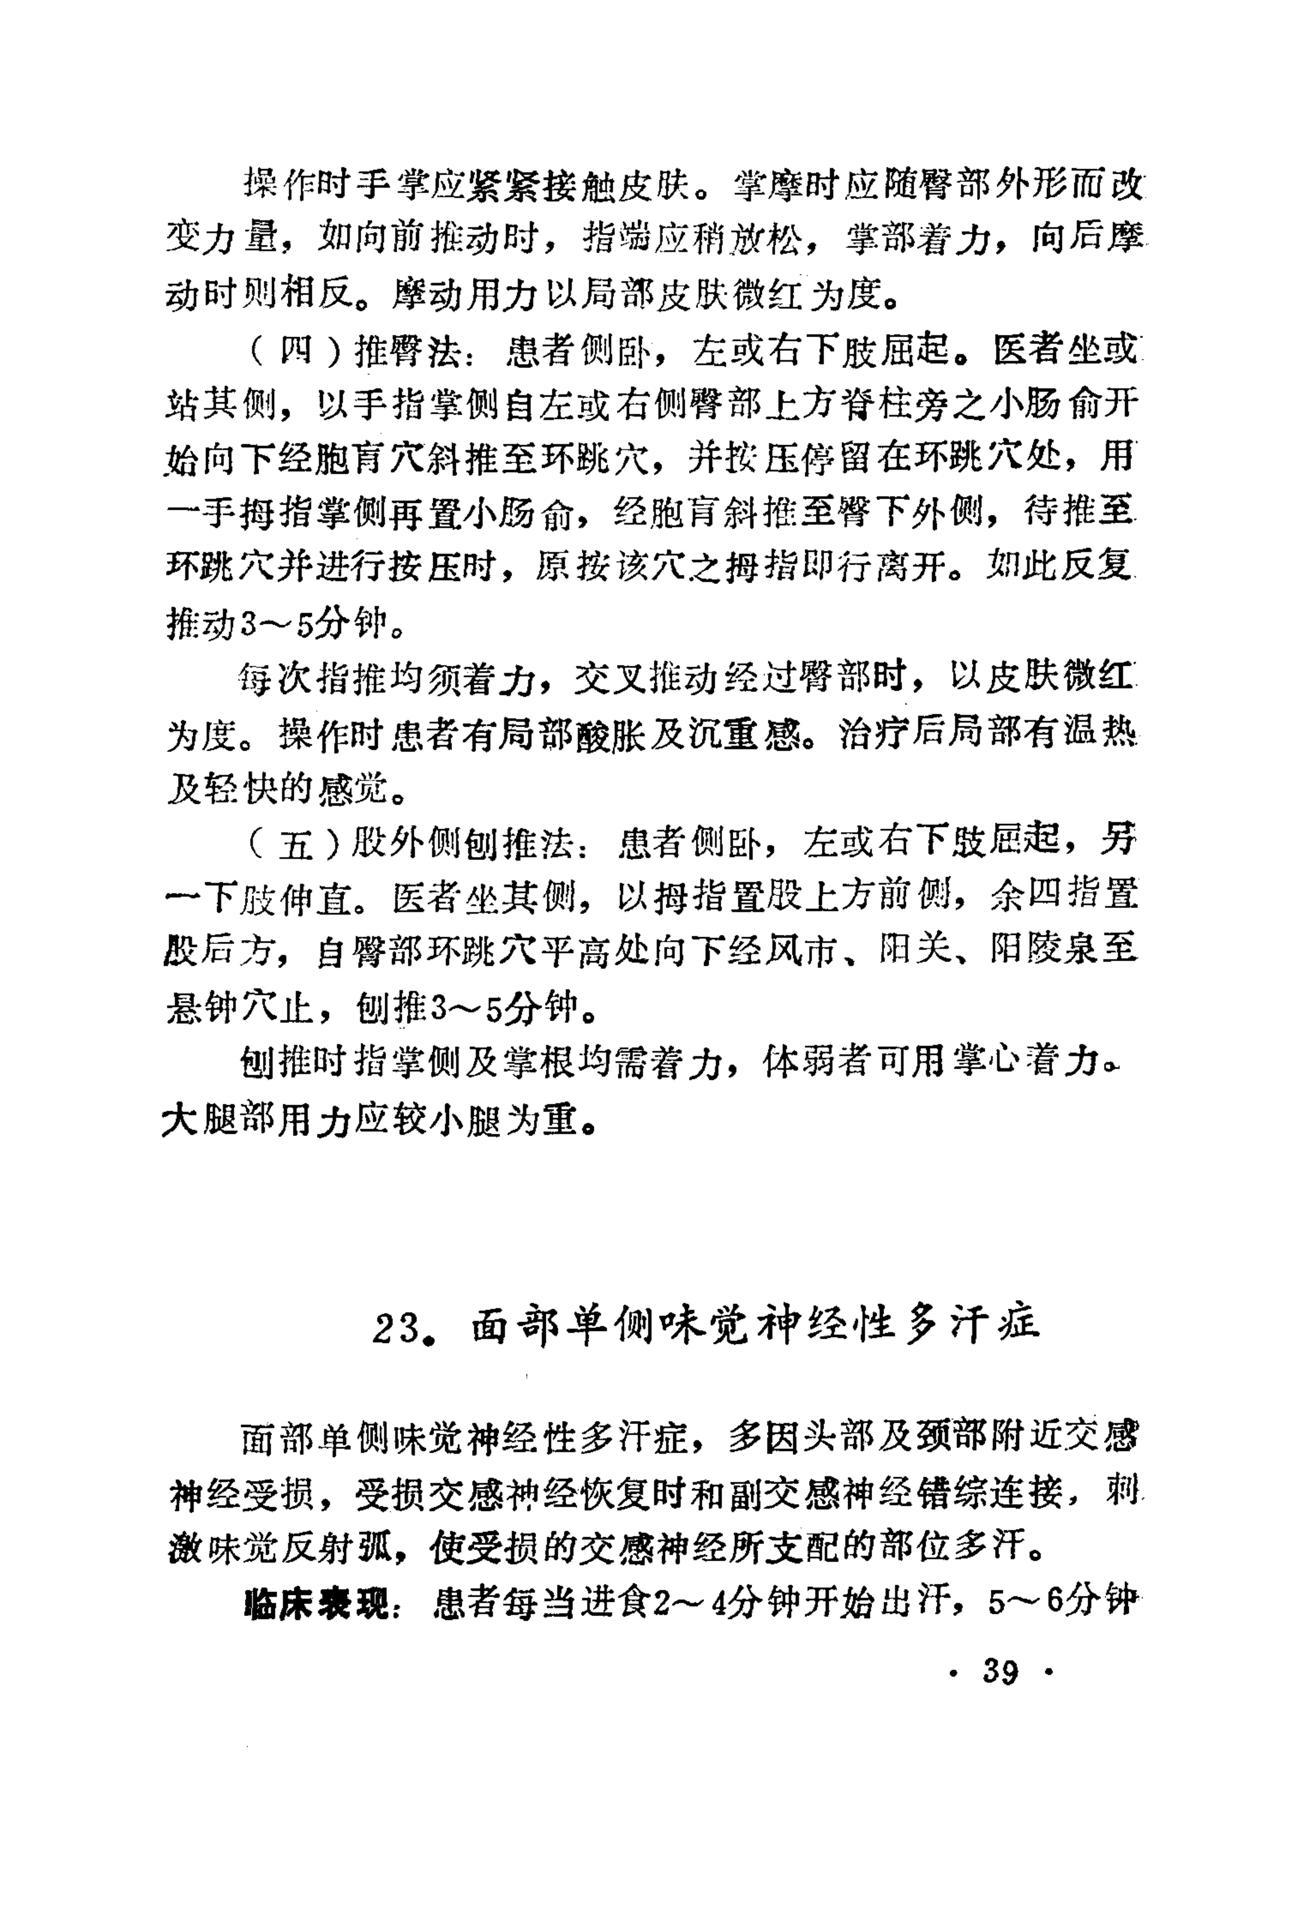 操作时手掌应紧紧接触皮肤。掌摩时应随臀部外形而改
变力量，如向前推动时，指端应稍放松，掌部着力，向后摩
动时则相反。摩动用力以局部皮肤微红为度。
（四）推臀法：患者侧卧，左或右下肢屈起。医者坐或
站其侧，以手指掌侧自左或右侧臀部上方脊柱旁之小肠俞开
始向下经胞肓穴斜推至环跳穴，并按压停留在环跳穴处，用
一手拇指掌侧再置小肠俞，经胞肓斜推至臀下外侧，待推至
环跳穴并进行按压时，原按该穴之拇指即行离开。如此反复
推动3～5分钟。
每次指推均须着力，交叉推动经过臀部时，以皮肤微红
为度。操作时患者有局部酸胀及沉重感。治疗后局部有温热
及轻快的感觉。
（五）股外侧刨推法：患者侧卧，左或右下肢屈起，另
一下肢伸直。医者坐其侧，以拇指置股上方前侧，余四指置
股后方，自臀部环跳穴平高处向下经风市、阳关、阳陵泉至
悬钟穴止，刨推3～5分钟。
刨推时指掌侧及掌根均需着力，体弱者可用掌心着力。
大腿部用力应较小腿为重。
23．面部单侧味觉神经性多汗症
面部单侧味觉神经性多汗症，多因头部及颈部附近交感
神经受损，受损交感神经恢复时和副交感神经错综连接，刺
激味觉反射弧，使受损的交感神经所支配的部位多汗。
临床表现：患者每当进食2～4分钟开始出汗，5～6分钟
· 39 ·